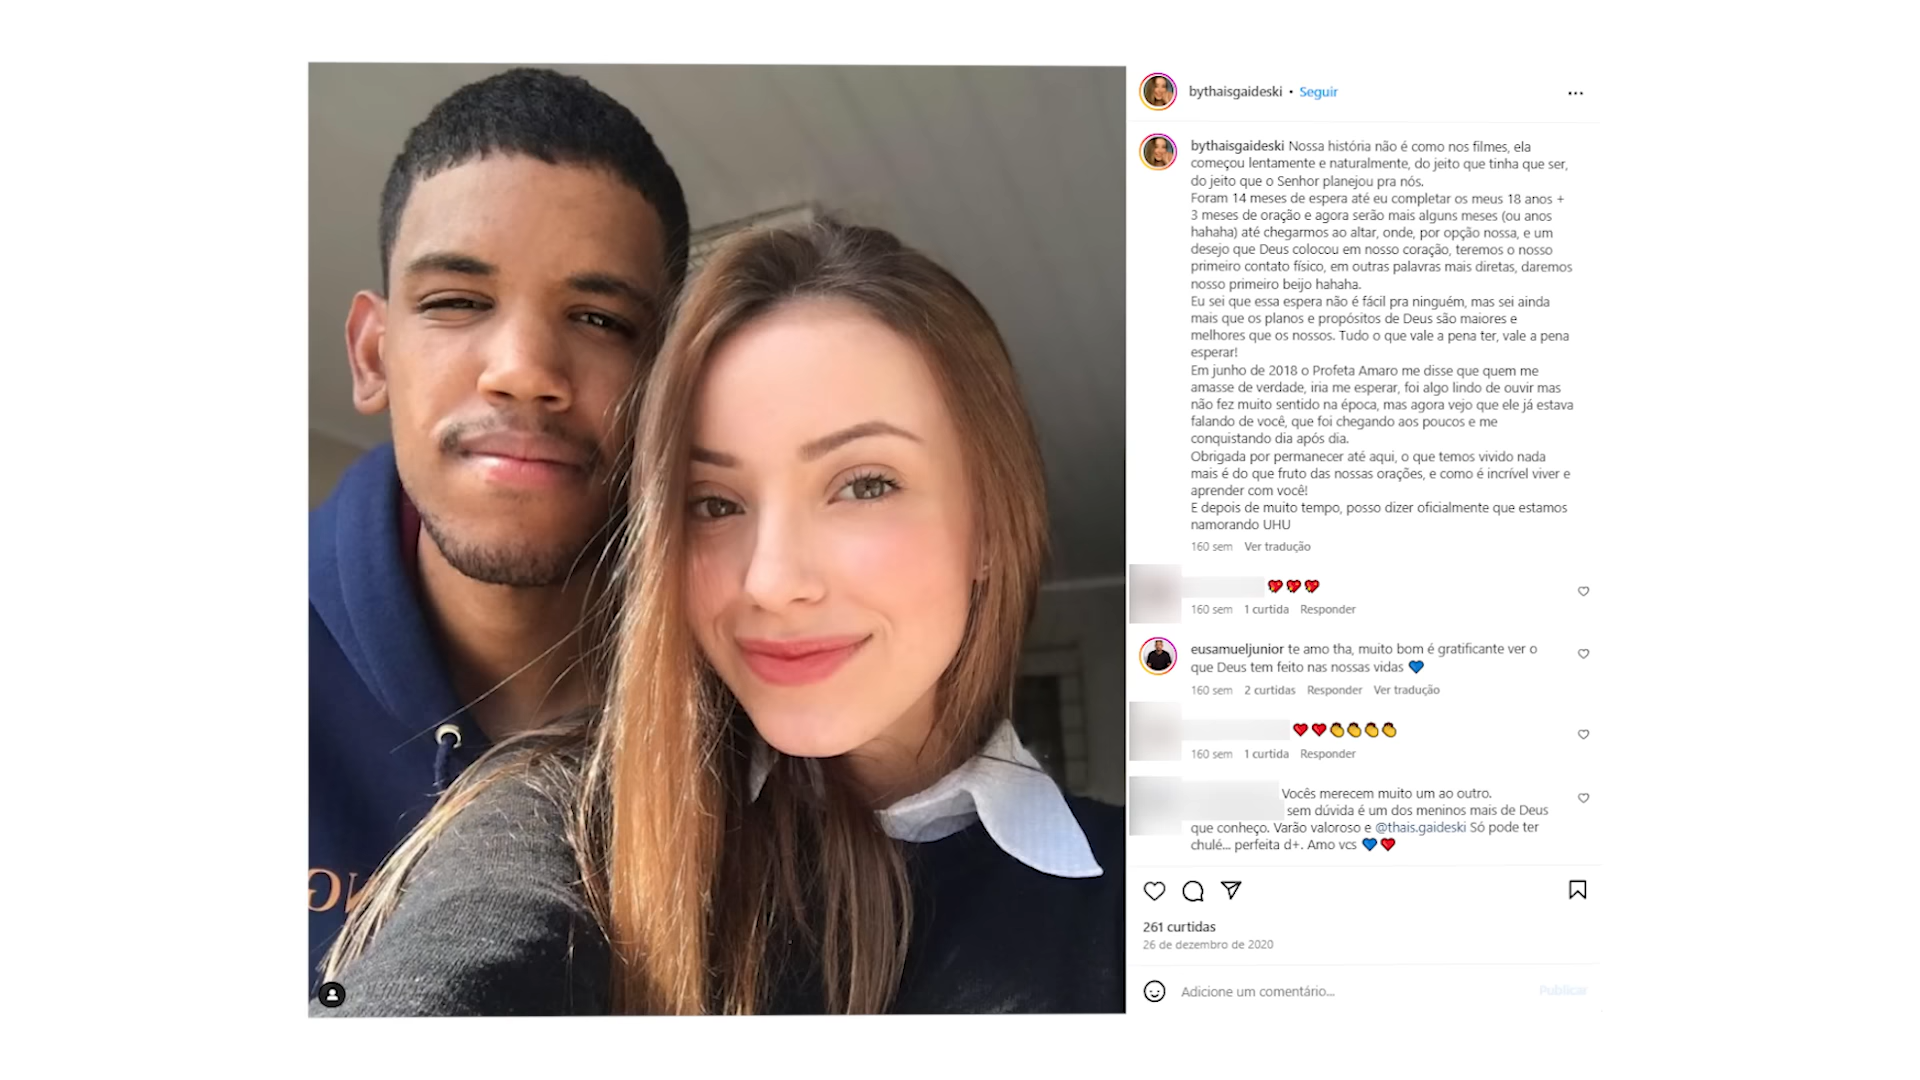 bythaisgaideski • Seguir
bythaisgaideski Nossa história não é como nos filmes, ela
começou lentamente e naturalmente, do jeito que tinha que ser,
do jeito que o Senhor planejou pra nós.
Foram 14 meses de espera até eu completar os meus 18 anos +
3 meses de oração e agora serão mais alguns meses (ou anos
hahaha) até chegarmos ao altar, onde, por opção nossa, e um
desejo que Deus colocou em nosso coração, teremos o nosso
primeiro contato físico, em outras palavras mais diretas, daremos
nosso primeiro beijo hahaha.
Eu sei que essa espera não é fácil pra ninguém, mas sei ainda
mais que os planos e propósitos de Deus são maiores e
melhores que os nossos. Tudo o que vale a pena ter, vale a pena
esperar!
Em junho de 2018 o Profeta Amaro me disse que quem me
amasse de verdade, iria me esperar, foi algo lindo de ouvir mas
não fez muito sentido na época, mas agora vejo que ele já estava
falando de você, que foi chegando aos poucos e me
conquistando dia após dia.
Obrigada por permanecer até aqui, o que temos vivido nada
mais é do que fruto das nossas orações, e como é incrível viver e
aprender com você!
E depois de muito tempo, posso dizer oficialmente que estamos
namorando UHU
160 sem Ver tradução
💖💖💖
160 sem 1 curtida Responder
eusamueljunior te amo tha, muito bom é gratificante ver o
que Deus tem feito nas nossas vidas 💙
160 sem 2 curtidas Responder Ver tradução
❤️❤️👏👏👏👏
160 sem 1 curtida Responder
Vocês merecem muito um ao outro.
sem dúvida é um dos meninos mais de Deus
que conheço. Varão valoroso e @thais.gaideski Só pode ter
chulé... perfeita d+. Amo vcs 💙❤️
261 curtidas
26 de dezembro de 2020
Adicione um comentário... Publicar